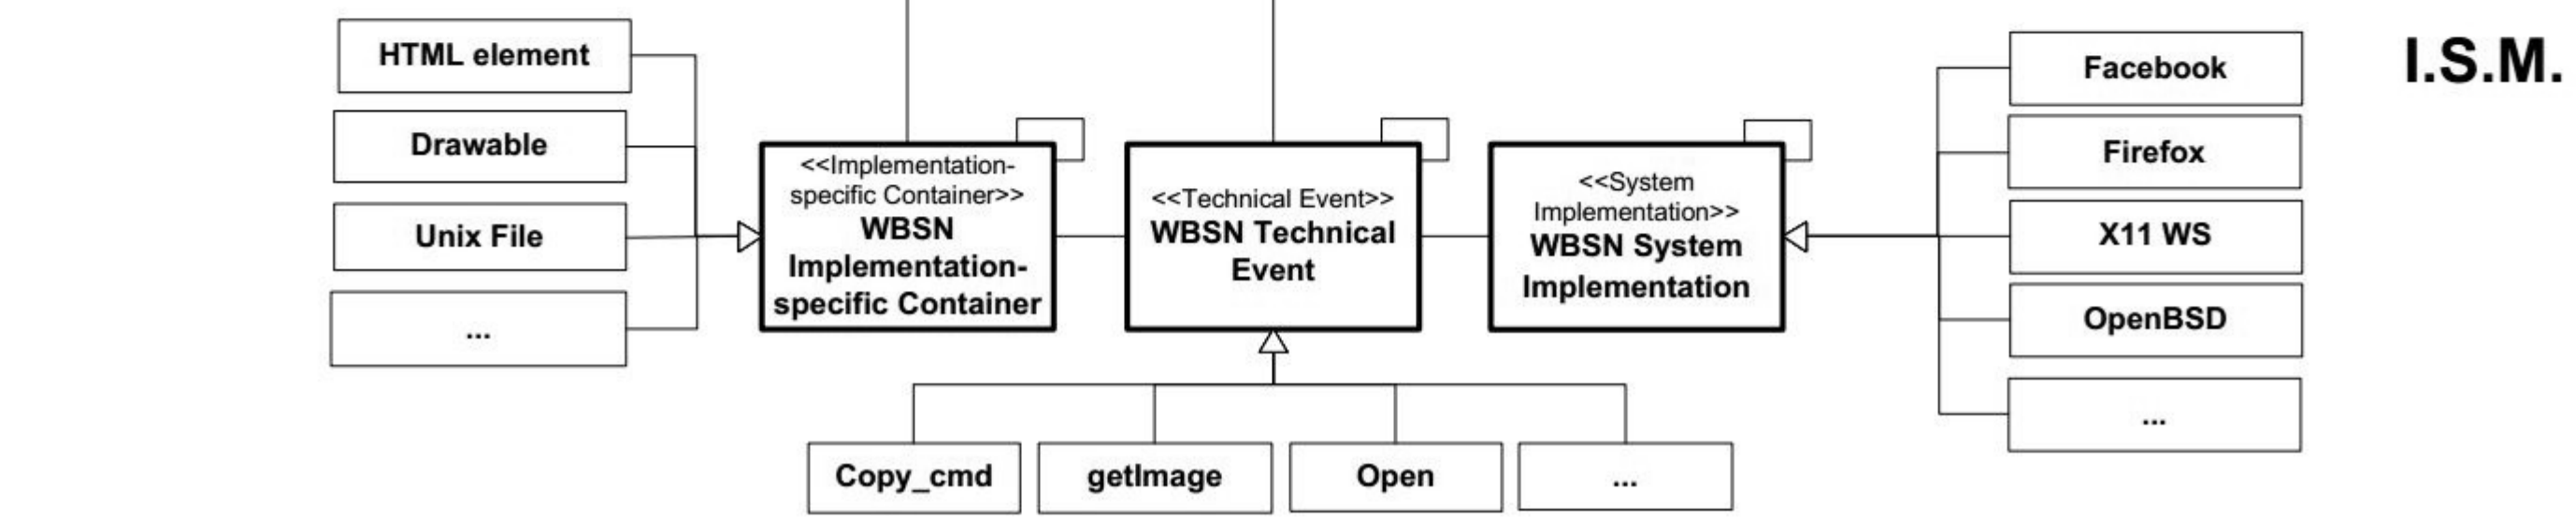 HTML element
Drawable
Unix File
...
<<Implementation-
specific Container>>
WBSN
Implementation-
specific Container
<<Technical Event>>
WBSN Technical
Event
<<System
Implementation>>
WBSN System
Implementation
Facebook
Firefox
X11 WS
OpenBSD
...
I.S.M.
Copy_cmd
getImage
Open
...